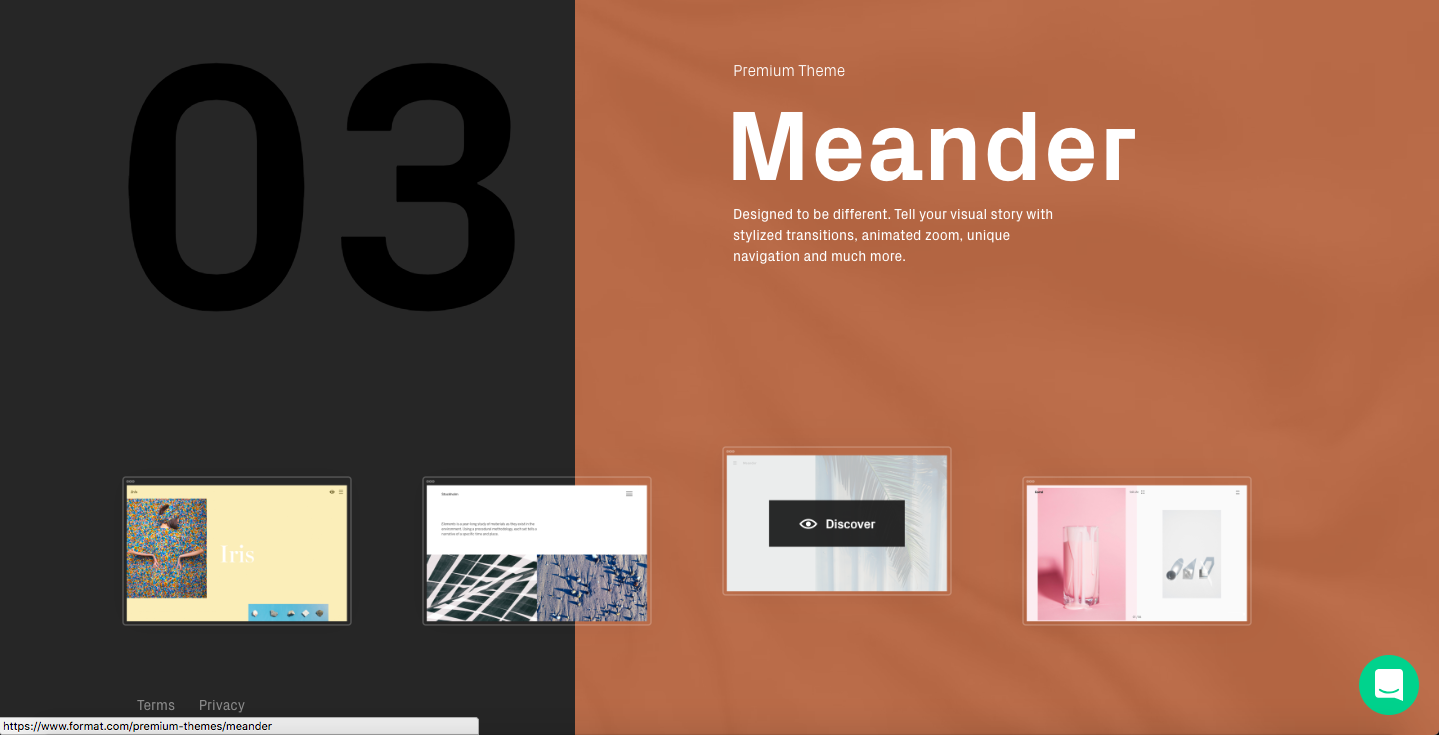 03
Premium Theme
Meander
Designed to be different. Tell your visual story with
stylized transitions, animated zoom, unique
navigation and much more.
Iris
Iris
Discover
Terms
Privacy
https://www.format.com/premium-themes/meander